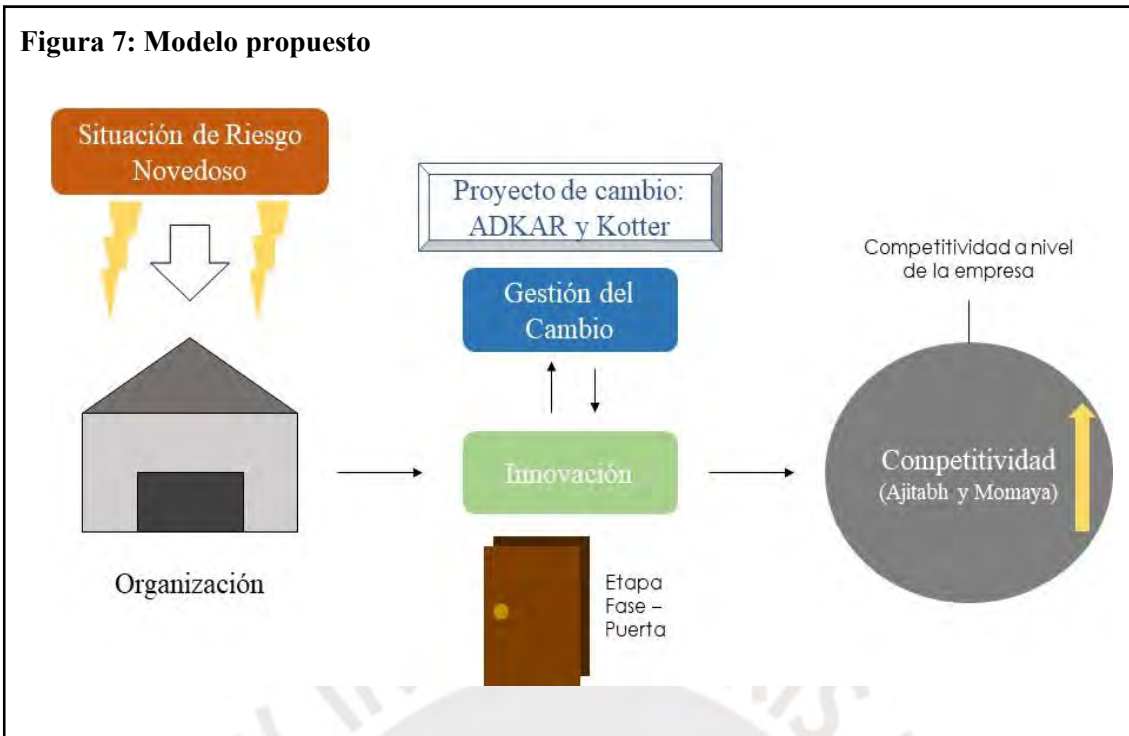 Figura 7: Modelo propuesto
Situación de Riesgo
Novedoso
Proyecto de cambio:
ADKAR y Kotter
Gestión del
Cambio
Competitividad a nivel
de la empresa
Innovación
Competitividad
(Ajitabh y Momaya)
Organización
Etapa
Fase –
Puerta